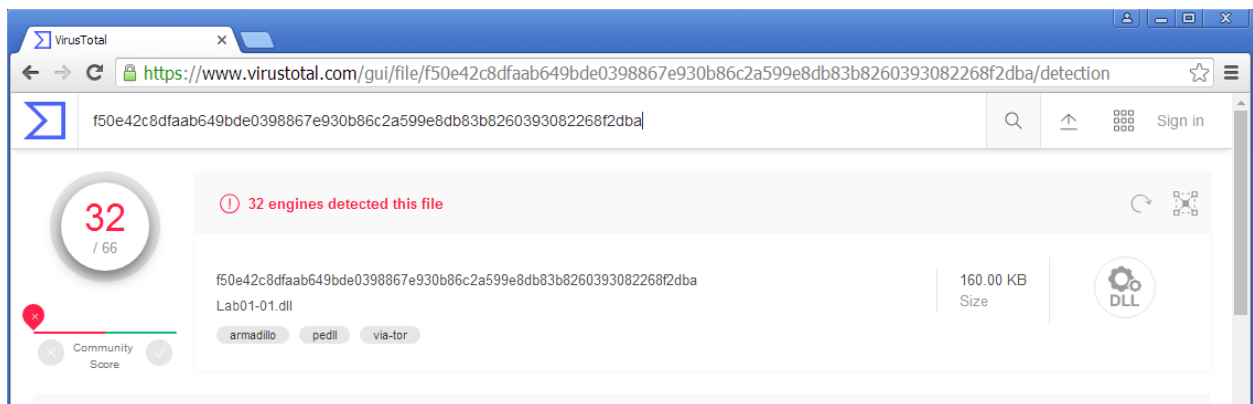 VirusTotal
https://www.virustotal.com/gui/file/f50e42c8dfaab649bde0398867e930b86c2a599e8db83b8260393082268f2dba/detection
f50e42c8dfaab649bde0398867e930b86c2a599e8db83b8260393082268f2dba
Sign in
32
/ 66
32 engines detected this file
f50e42c8dfaab649bde0398867e930b86c2a599e8db83b8260393082268f2dba
Lab01-01.dll
armadillo pedll via-tor
160.00 KB
Size
DLL
Community
Score